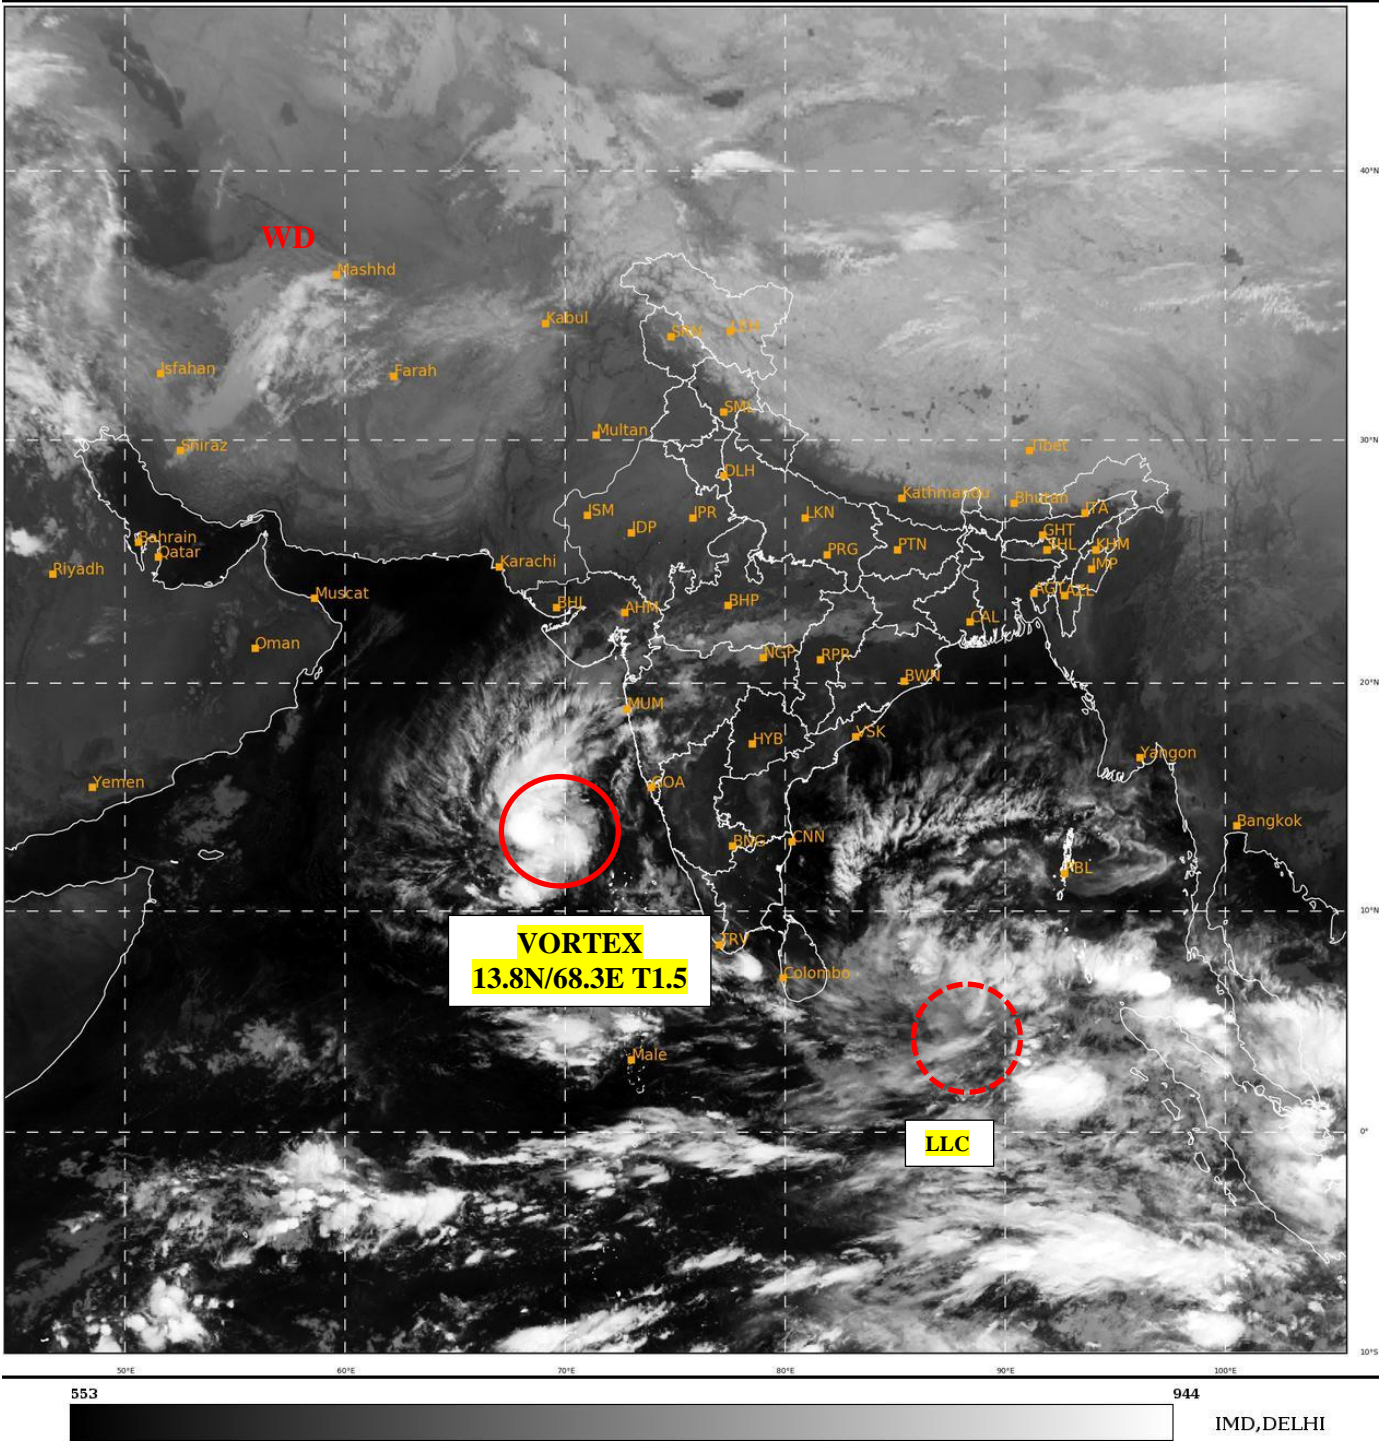 40°N
WD
Mashhd
Kabul
SRN
LEH
Isfahan
Farah
SML
Multan
30°N
Shiraz
Tibet
DLH
Kathmandu
Bhutan
JSM
JPR
LKN
ITA
JDP
GHT
Bahrain
SHL
KHM
Qatar
PRG
PTN
Karachi
IMP
Riyadh
Muscat
BHJ
AHM
BHP
AGT
AZL
CAL
Oman
NGP
RPR
20°N
BWN
MUM
HYB
VSK
Yangon
Yemen
GOA
Bangkok
BNG
CNN
PBL
10°N
TRV
VORTEX
13.8N/68.3E T1.5
Colombo
Male
0°
LLC
10°S
50°E 60°E 70°E 80°E 90°E 100°E
553 944
IMD,DELHI